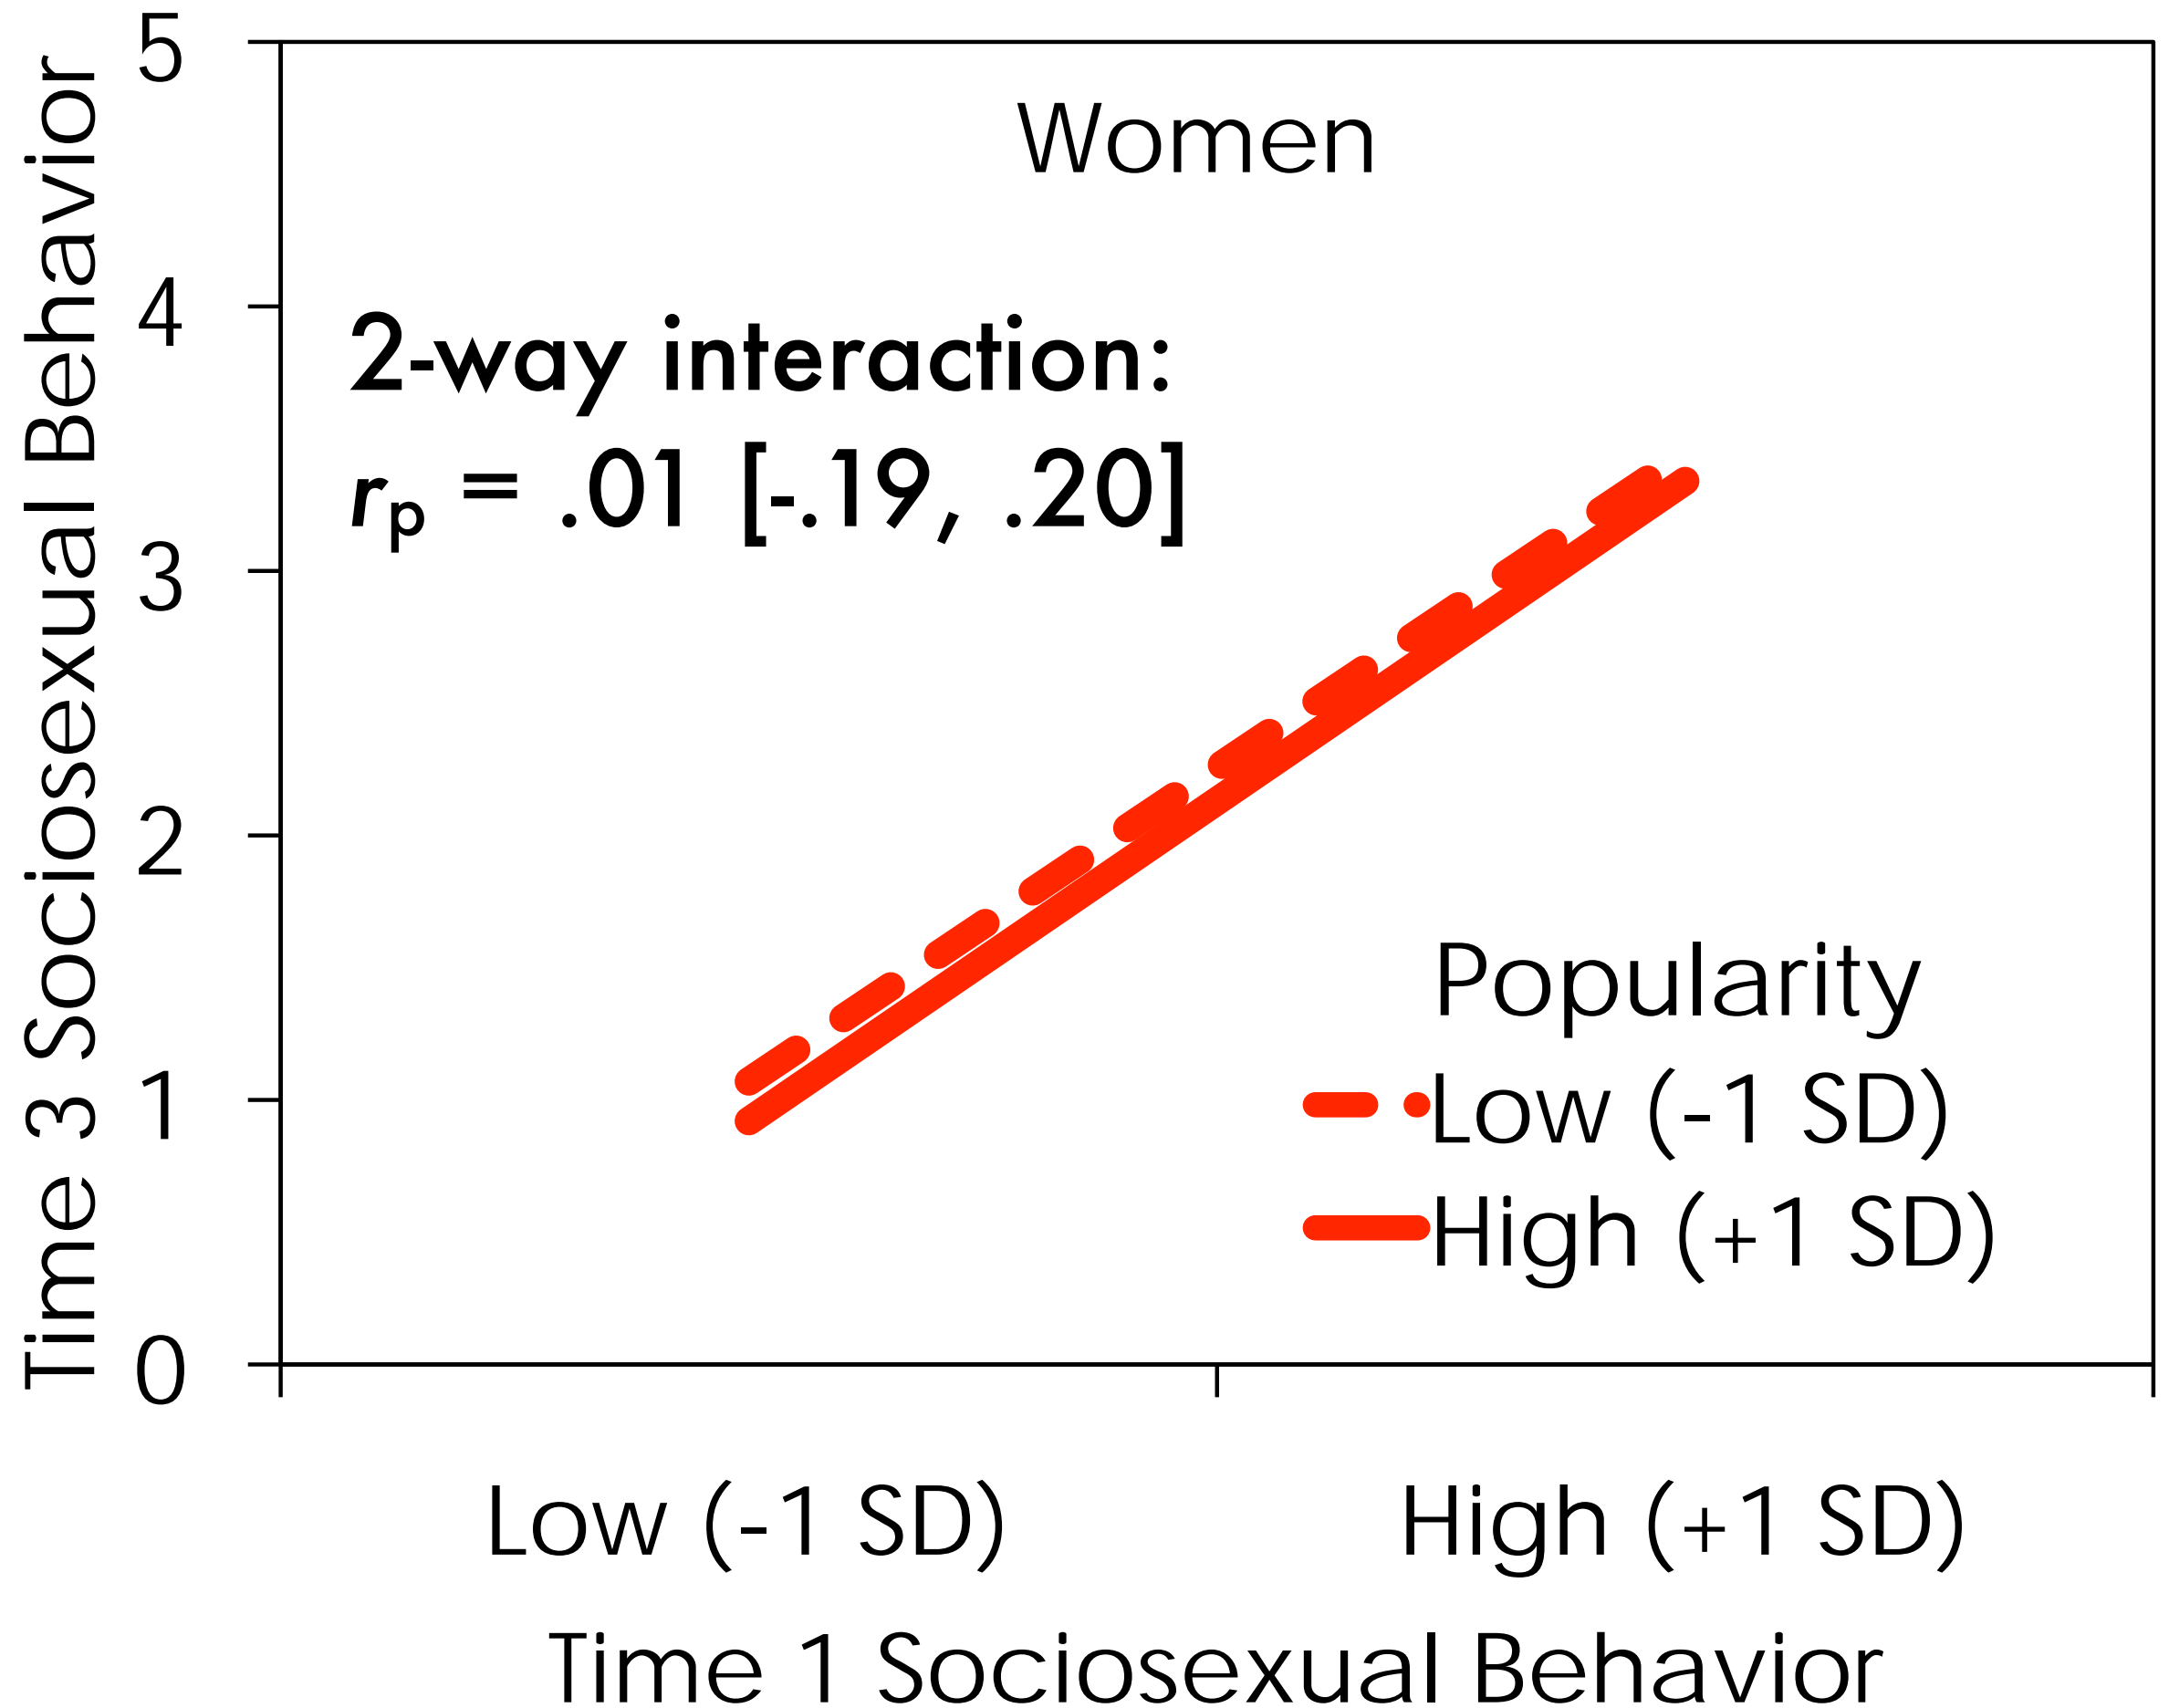 Time 3 Sociosexual Behavior
5
4
3
2
1
0
Women
2-way interaction:
rp = .01 [-.19, .20]
Popularity
Low (-1 SD)
High (+1 SD)
Low (-1 SD)
High (+1 SD)
Time 1 Sociosexual Behavior